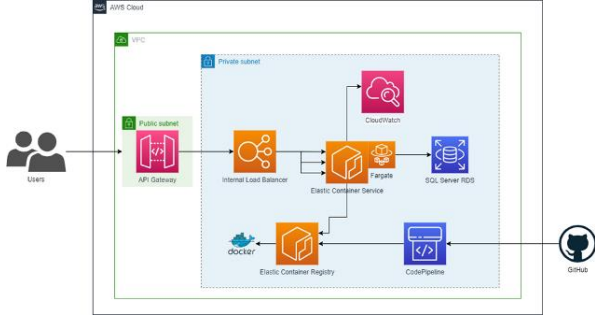 aws
AWS Cloud
VPC
Private subnet
Public subnet
CloudWatch
Users
API Gateway
Internal Load Balancer
Fargate
Elastic Container Service
SQL Server RDS
docker
Elastic Container Registry
CodePipeline
GitHub